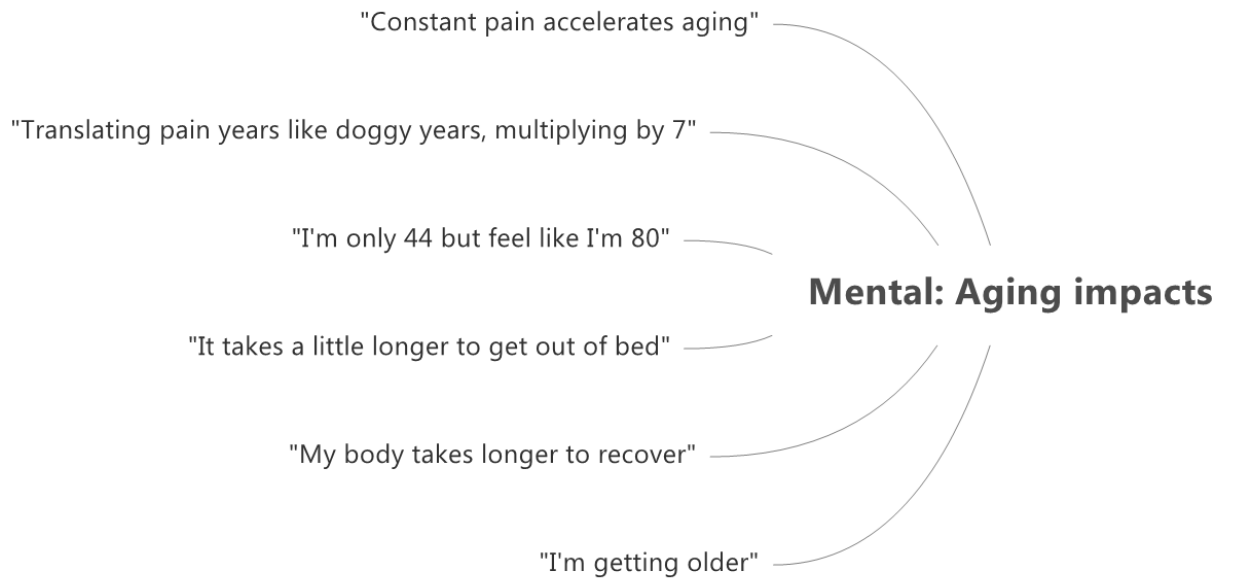 "Constant pain accelerates aging"
"Translating pain years like doggy years, multiplying by 7"
"I'm only 44 but feel like I'm 80"
Mental: Aging impacts
"It takes a little longer to get out of bed"
"My body takes longer to recover"
"I'm getting older"